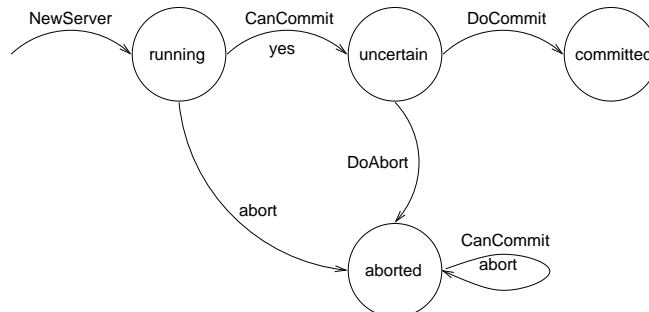 NewServer
CanCommit
DoCommit
running
yes
uncertain
committed
DoAbort
abort
CanCommit
abort
aborted